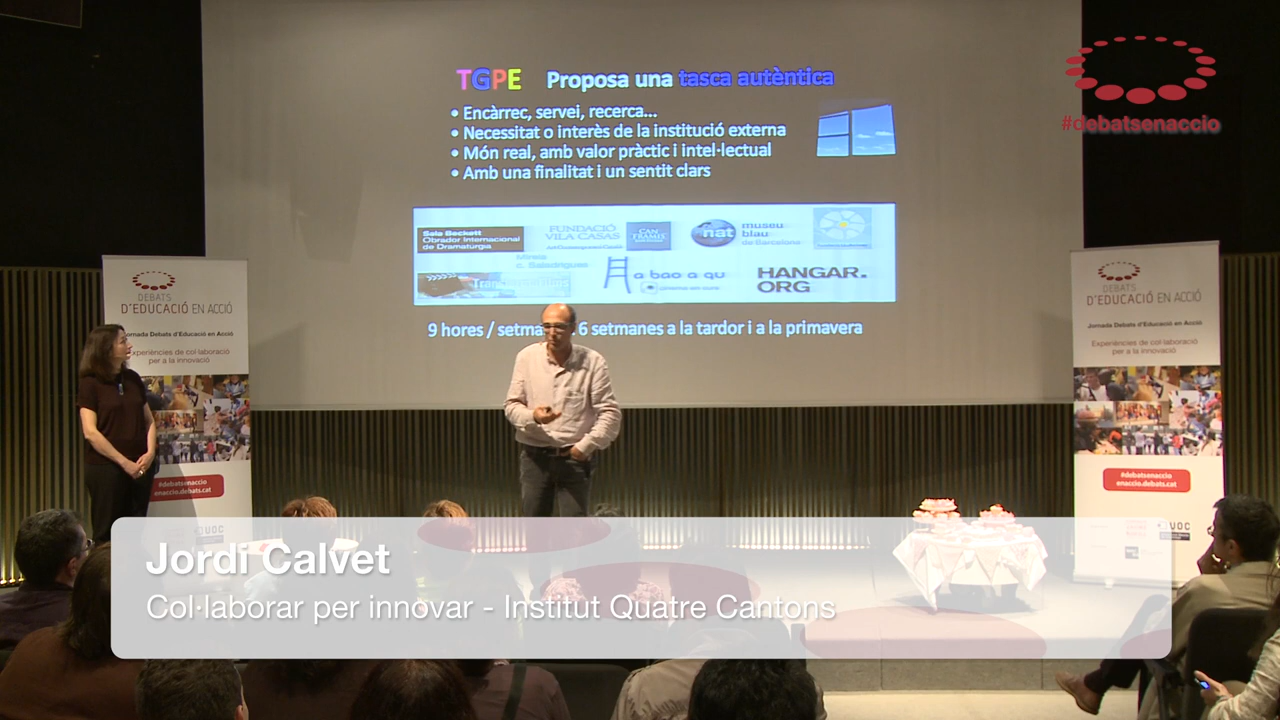 TGPE Proposa una tasca autèntica
• Encàrrec, servei, recerca...
• Necessitat o interès de la institució externa
• Món real, amb valor pràctic i intel·lectual
• Amb una finalitat i un sentit clars
#debatsenaccio
Sala Beckett
Obrador Internacional
de Dramatúrgia
FUNDACIÓ
VILA CASAS
CAN
FRAMIS
nat
museu
blau
de Barcelona
Mireia
c. Saladrigues
a bao a qu
HANGAR.
ORG
9 hores / setma 6 setmanes a la tardor i a la primavera
DEBATS
D'EDUCACIÓ EN ACCIÓ
Jornada Debats d'Educació en Acció
Experiències de col·laboració
per a la innovació
#debatsenaccio
enaccio.debats.cat
UOC
DEBATS
D'EDUCACIÓ EN ACCIÓ
Jornada Debats d'Educació en Acció
Experiències de col·laboració
per a la innovació
#debatsenaccio
enaccio.debats.cat
UOC
Jordi Calvet
Col·laborar per innovar - Institut Quatre Cantons